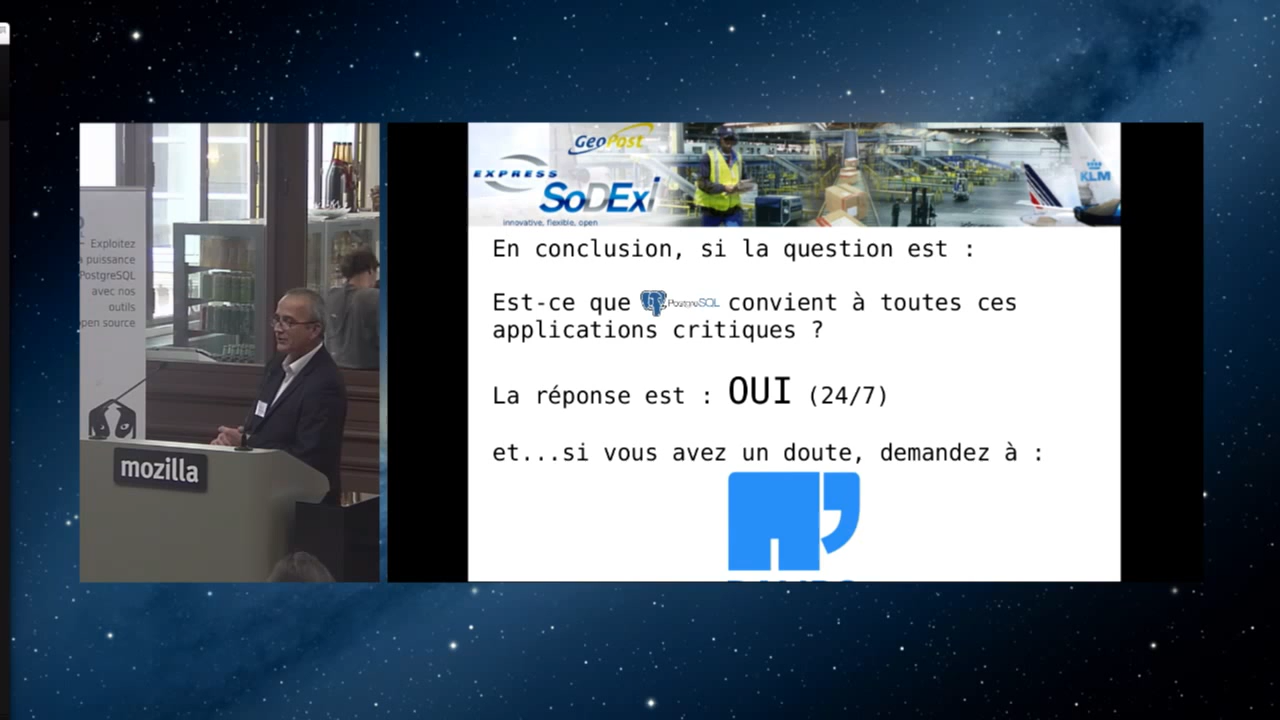 Exploitez
puissance
PostgreSQL
avec nos
outils
pen source
mozilla
GeoPost
EXPRESS
SoDExi
innovative, flexible, open
KLM
En conclusion, si la question est :
Est-ce que PostgreSQL convient à toutes ces
applications critiques ?
La réponse est : OUI (24/7)
et...si vous avez un doute, demandez à :